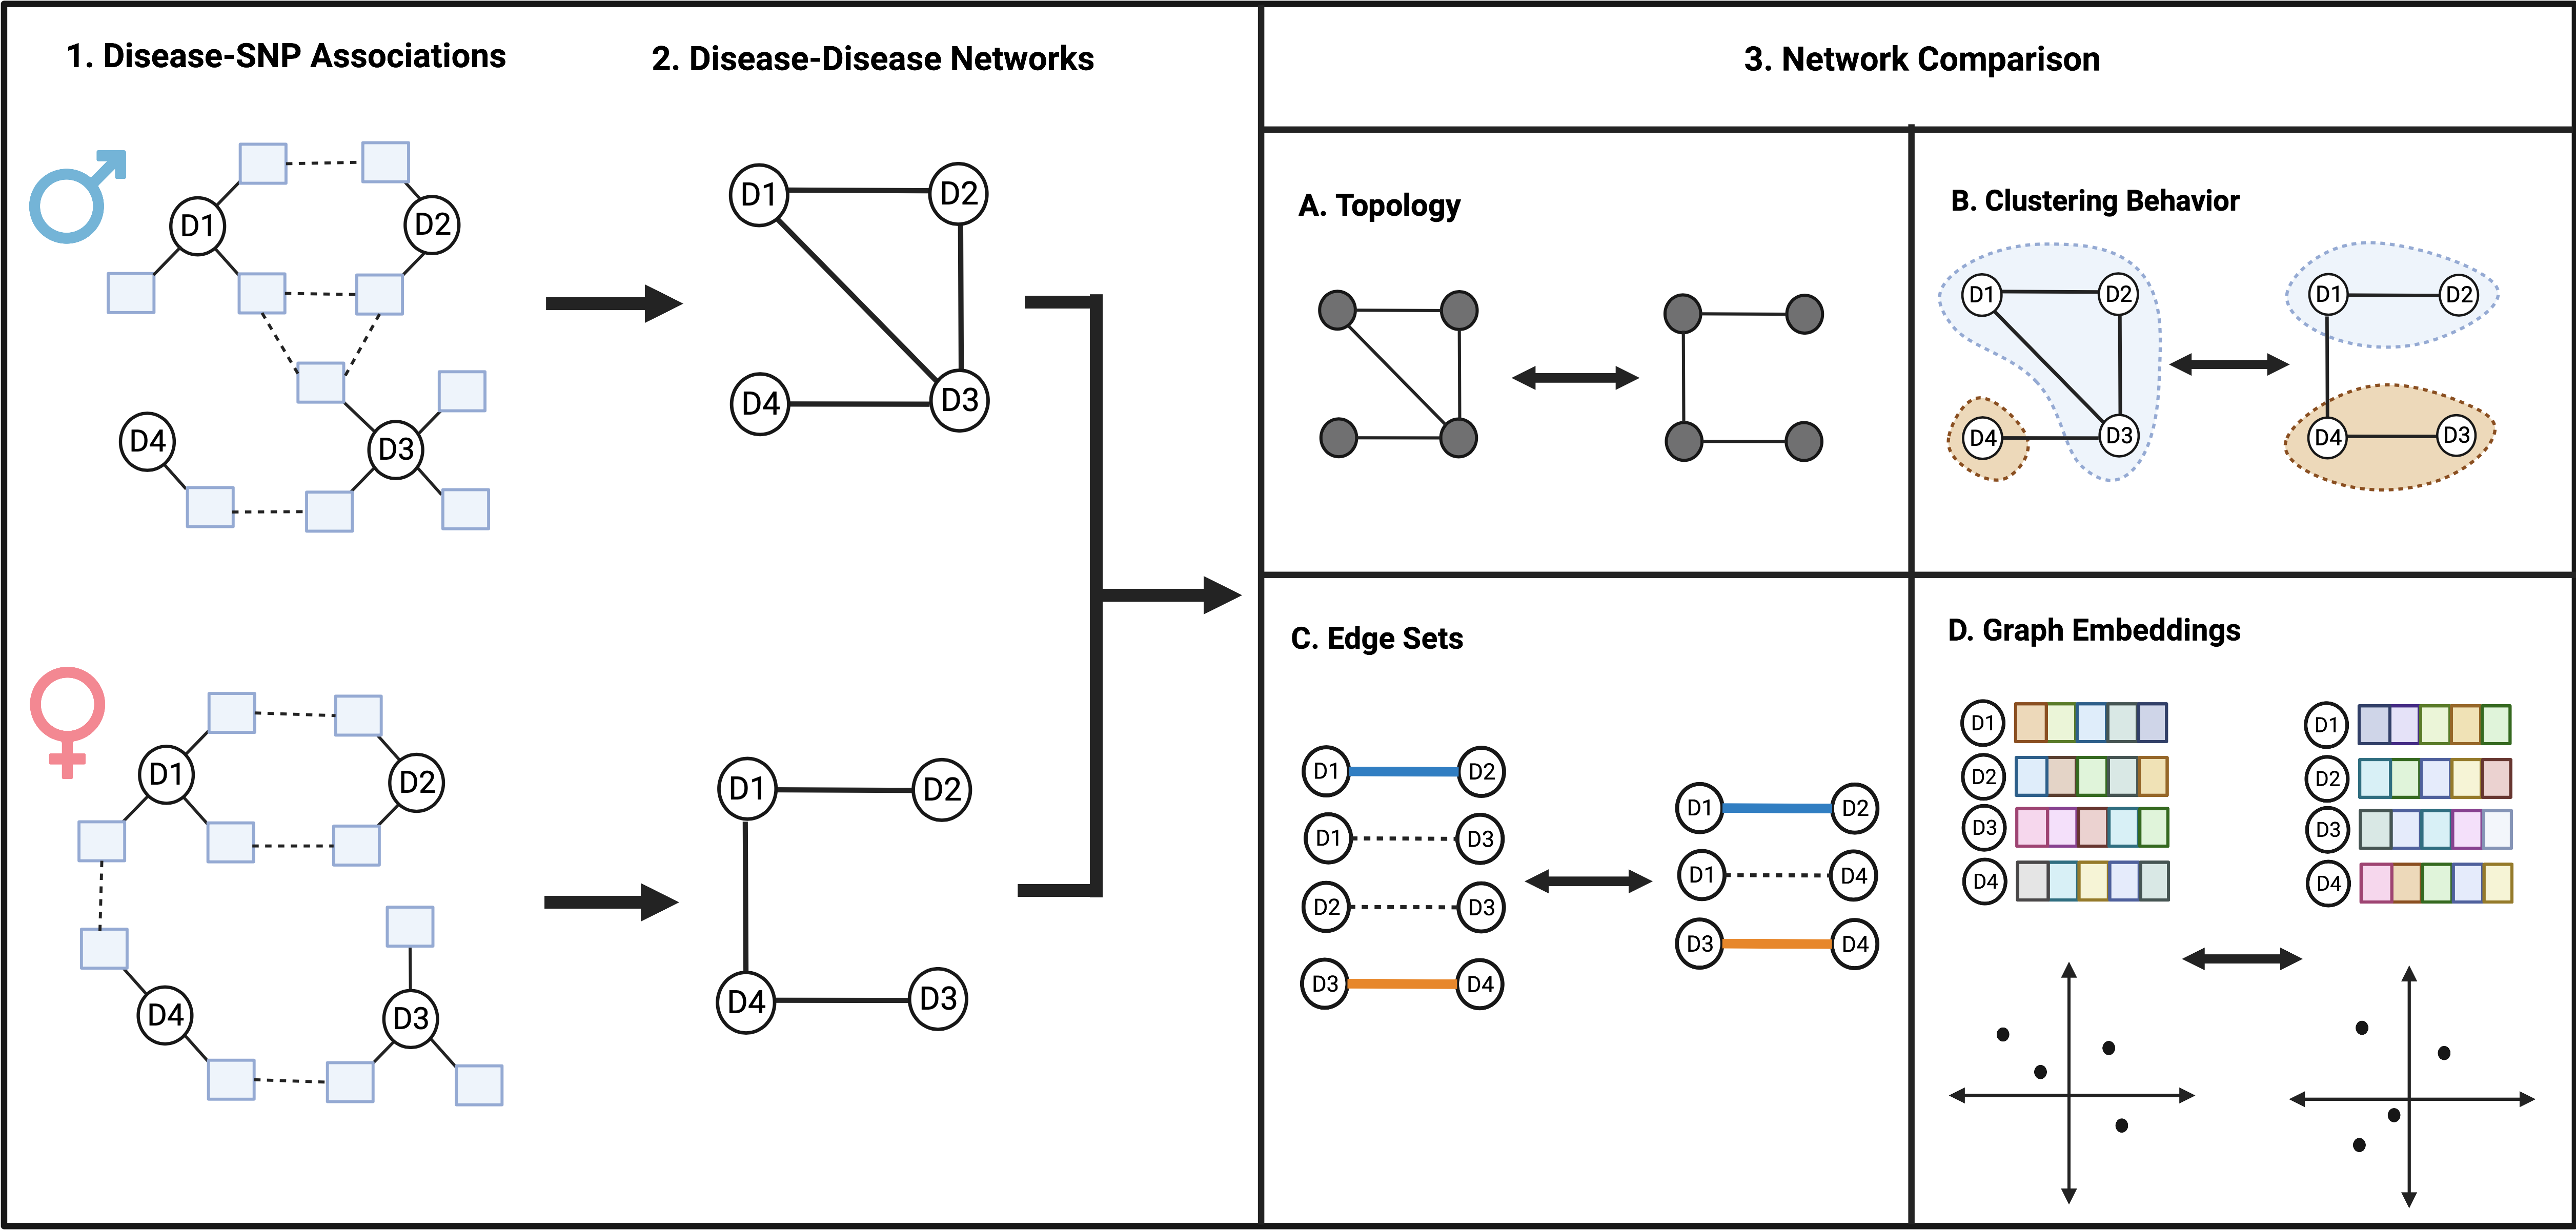 1. Disease-SNP Associations
2. Disease-Disease Networks
3. Network Comparison
D1
D2
D4
D3
D1
D2
D4
D3
D1
D2
D4
D3
D1
D2
D4
D3
A. Topology
B. Clustering Behavior
D1
D2
D4
D3
D1
D2
D4
D3
C. Edge Sets
D1
D2
D1
D3
D2
D3
D3
D4
D1
D2
D1
D4
D3
D4
D. Graph Embeddings
D1
D2
D3
D4
D1
D2
D3
D4